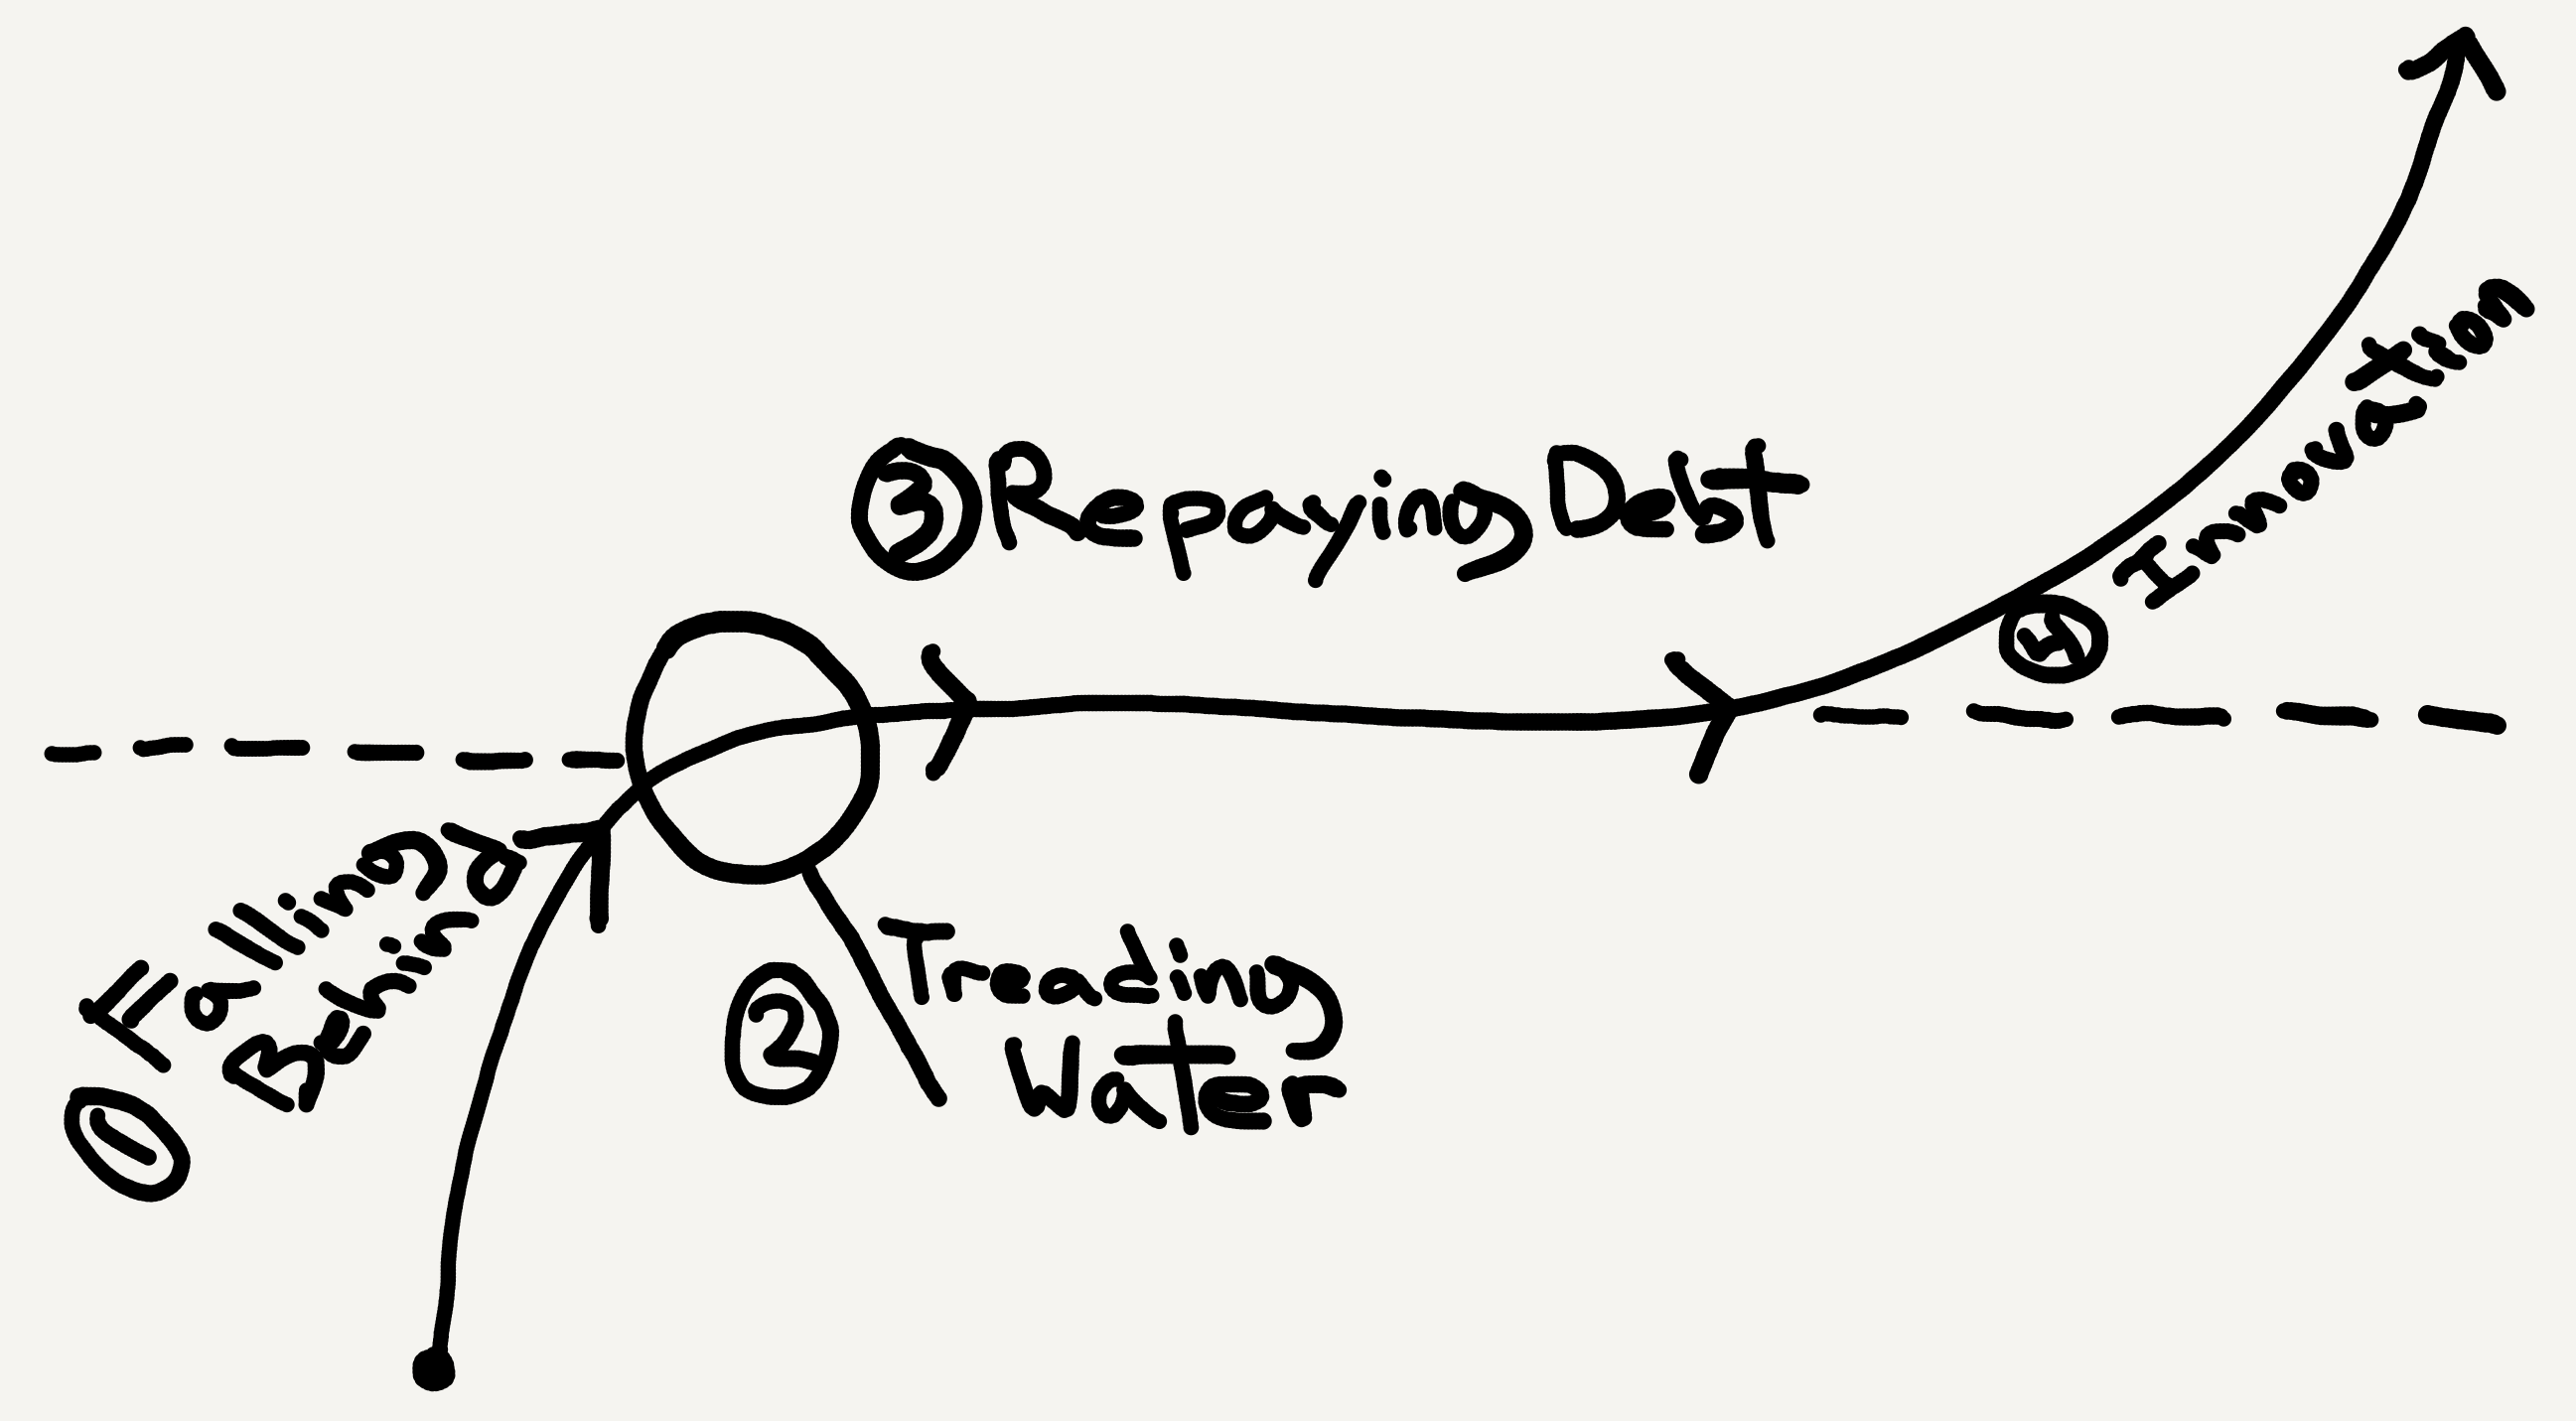 ① Falling
Behind
② Treading
Water
③ Repaying Debt
④ Innovation